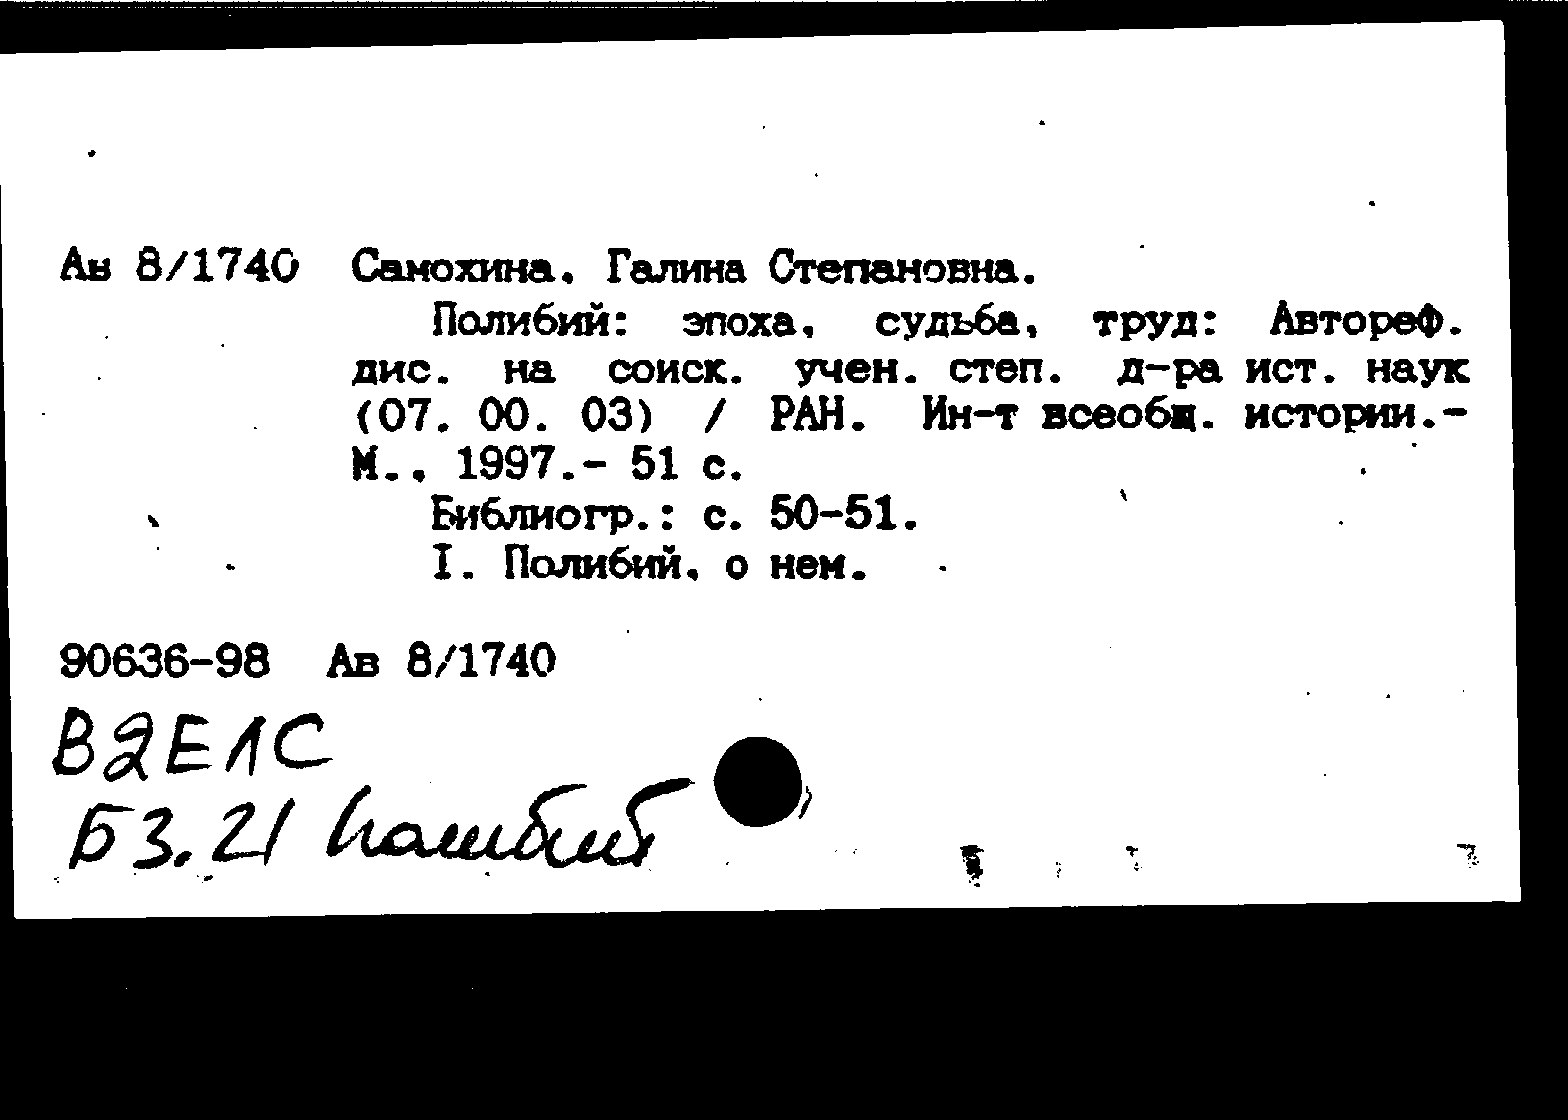 Ав 8/1740 Самохина, Галина Степановна.
Полибий: эпоха, судьба, труд: Автореф.
дис. на соиск. учен. степ. д-ра ист. наук
(07. 00. 03) / РАН. Ин-т всеобщ. истории.-
М., 1997.- 51 с.
Библиогр.: с. 50-51.
I. Полибий, о нем.
90636-98 Ав 8/1740
В2Е1С
Б3.21 Полибий